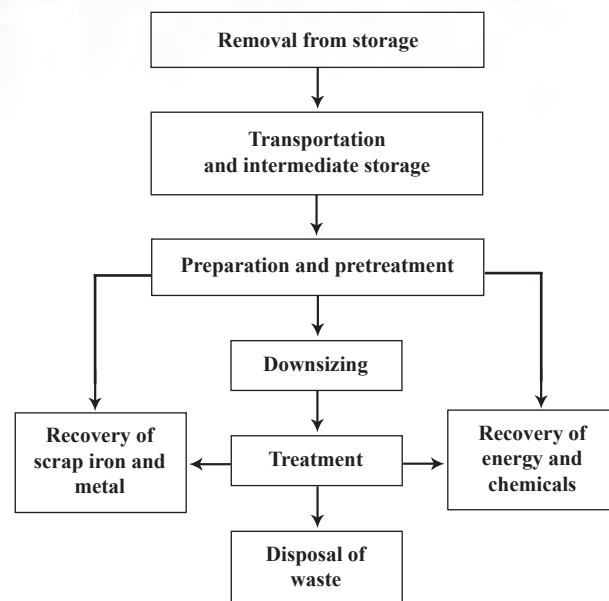 Removal from storage
Transportation
and intermediate storage
Preparation and pretreatment
Downsizing
Recovery of
scrap iron and
metal
Treatment
Recovery of
energy and
chemicals
Disposal of
waste